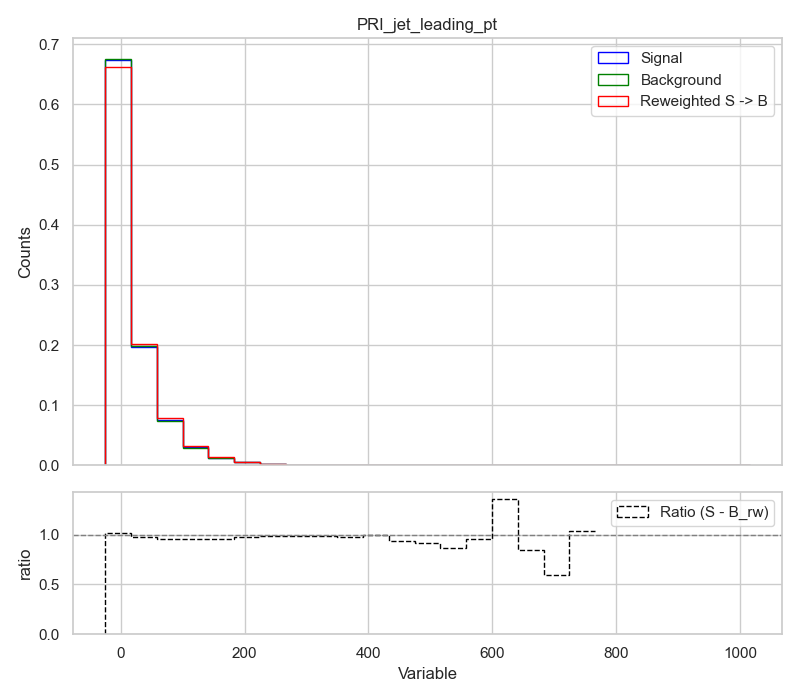 PRI_jet_leading_pt
0.7
0.6
0.5
0.4
0.3
0.2
0.1
0.0
Counts
Signal
Background
Reweighted S -> B
1.0
0.5
0.0
ratio
Ratio (S - B_rw)
0 200 400 600 800 1000
Variable